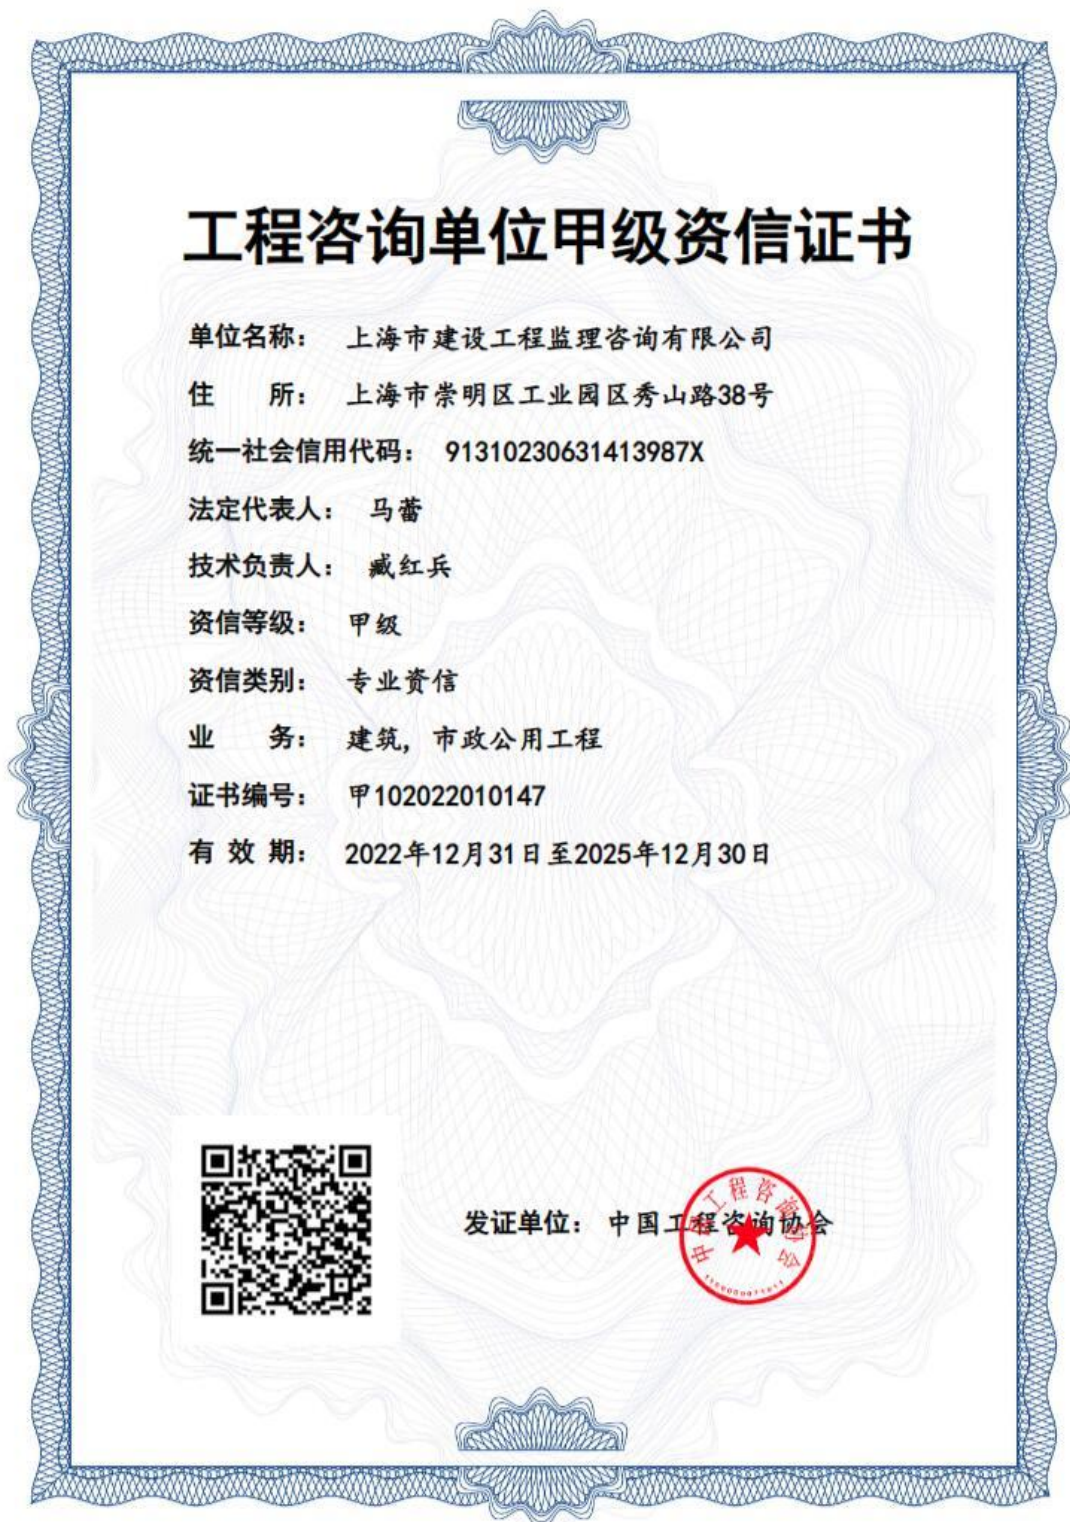 工程咨询单位甲级资信证书
单位名称： 上海市建设工程监理咨询有限公司
住 所： 上海市崇明区工业园区秀山路38号
统一社会信用代码： 91310230631413987X
法定代表人： 马蕾
技术负责人： 臧红兵
资信等级： 甲级
资信类别： 专业资信
业 务： 建筑，市政公用工程
证书编号： 甲102022010147
有 效 期： 2022年12月31日至2025年12月30日
发证单位： 中国工程咨询协会
中国工程咨询协会